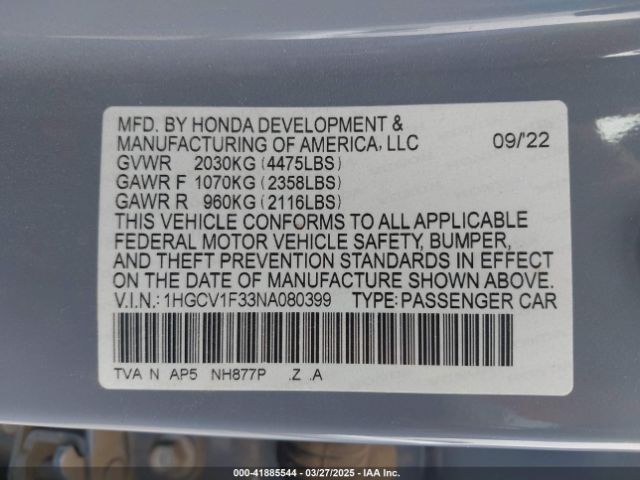 MFD. BY HONDA DEVELOPMENT &
MANUFACTURING OF AMERICA, LLC 09/'22
GVWR 2030KG (4475LBS)
GAWR F 1070KG (2358LBS)
GAWR R 960KG (2116LBS)
THIS VEHICLE CONFORMS TO ALL APPLICABLE
FEDERAL MOTOR VEHICLE SAFETY, BUMPER,
AND THEFT PREVENTION STANDARDS IN EFFECT
ON THE DATE OF MANUFACTURE SHOWN ABOVE.
V.I.N.: 1HGCV1F33NA080399 TYPE: PASSENGER CAR
TVA N AP5 NH877P .Z .A
000-41885544 | 03/27/2025 | IAA Inc.